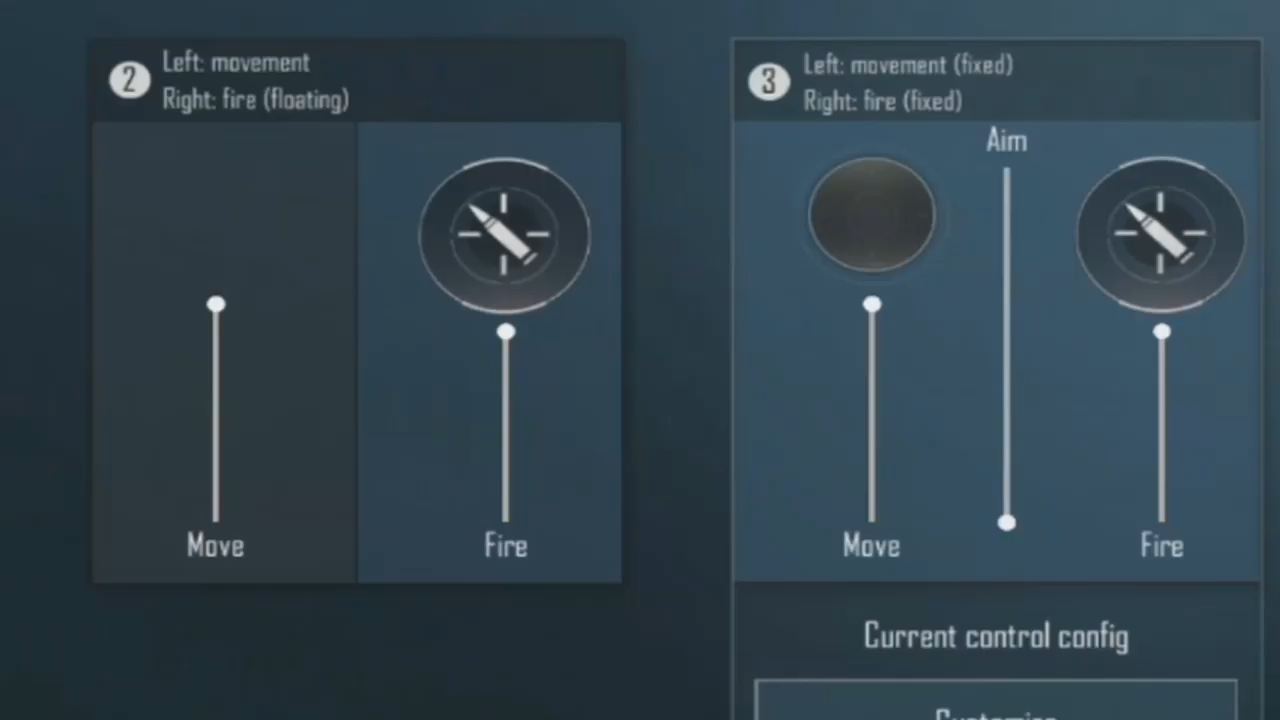 2
Left: movement
Right: fire (floating)
Move
Fire
3
Left: movement (fixed)
Right: fire (fixed)
Aim
Move
Fire
Current control config